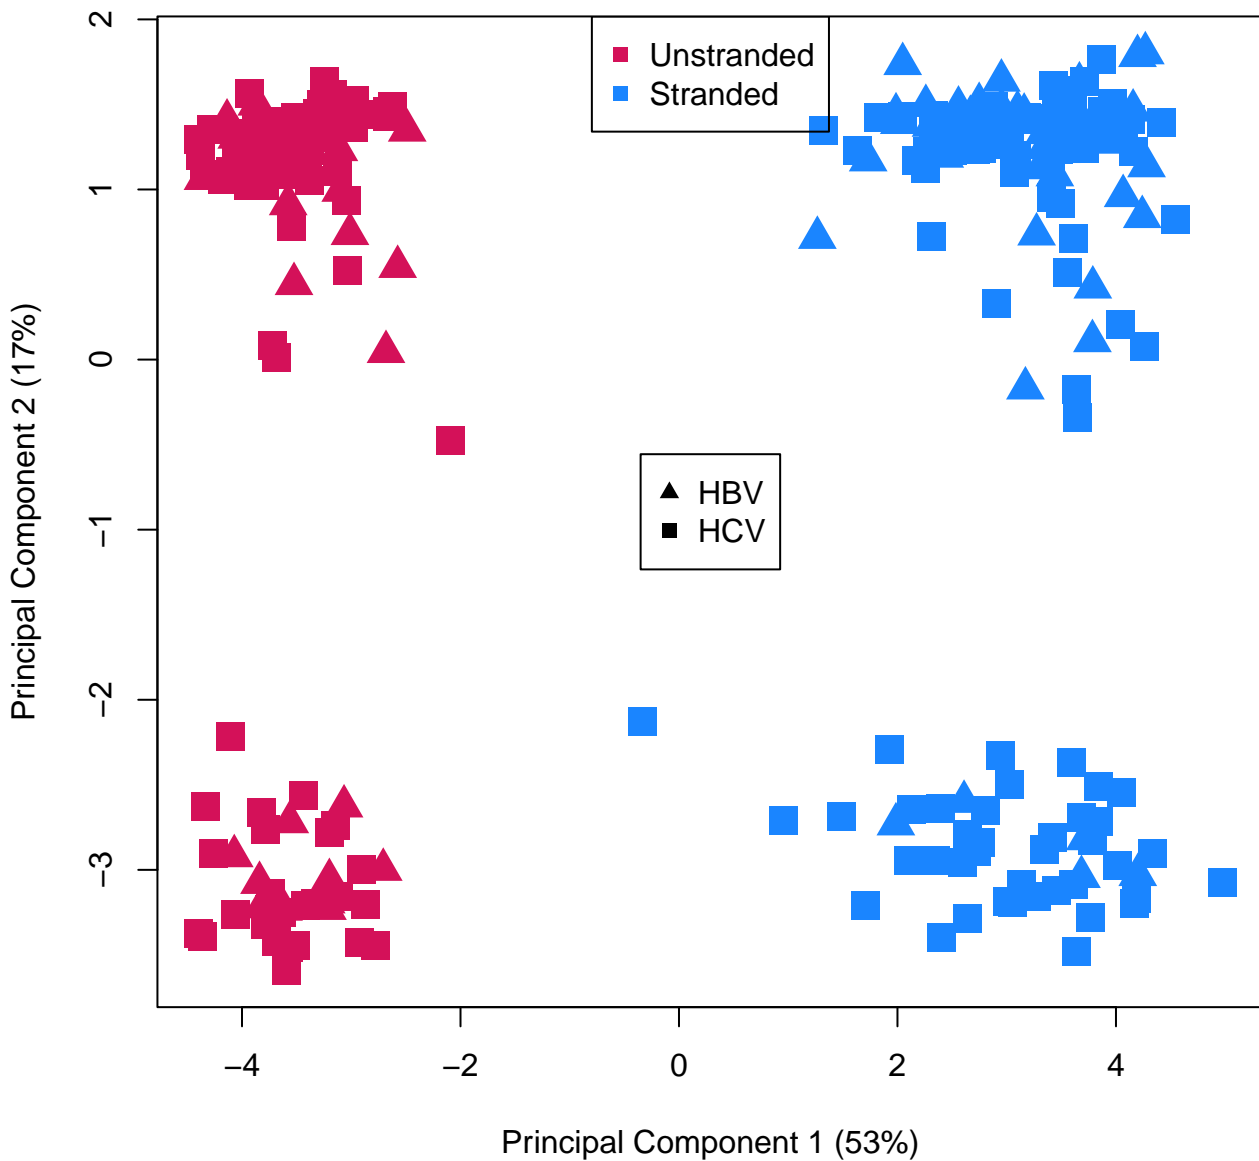 Unstranded
Stranded
HBV
HCV
Principal Component 2 (17%)
2
1
0
−1
−2
−3
−4
−2
0
2
4
Principal Component 1 (53%)